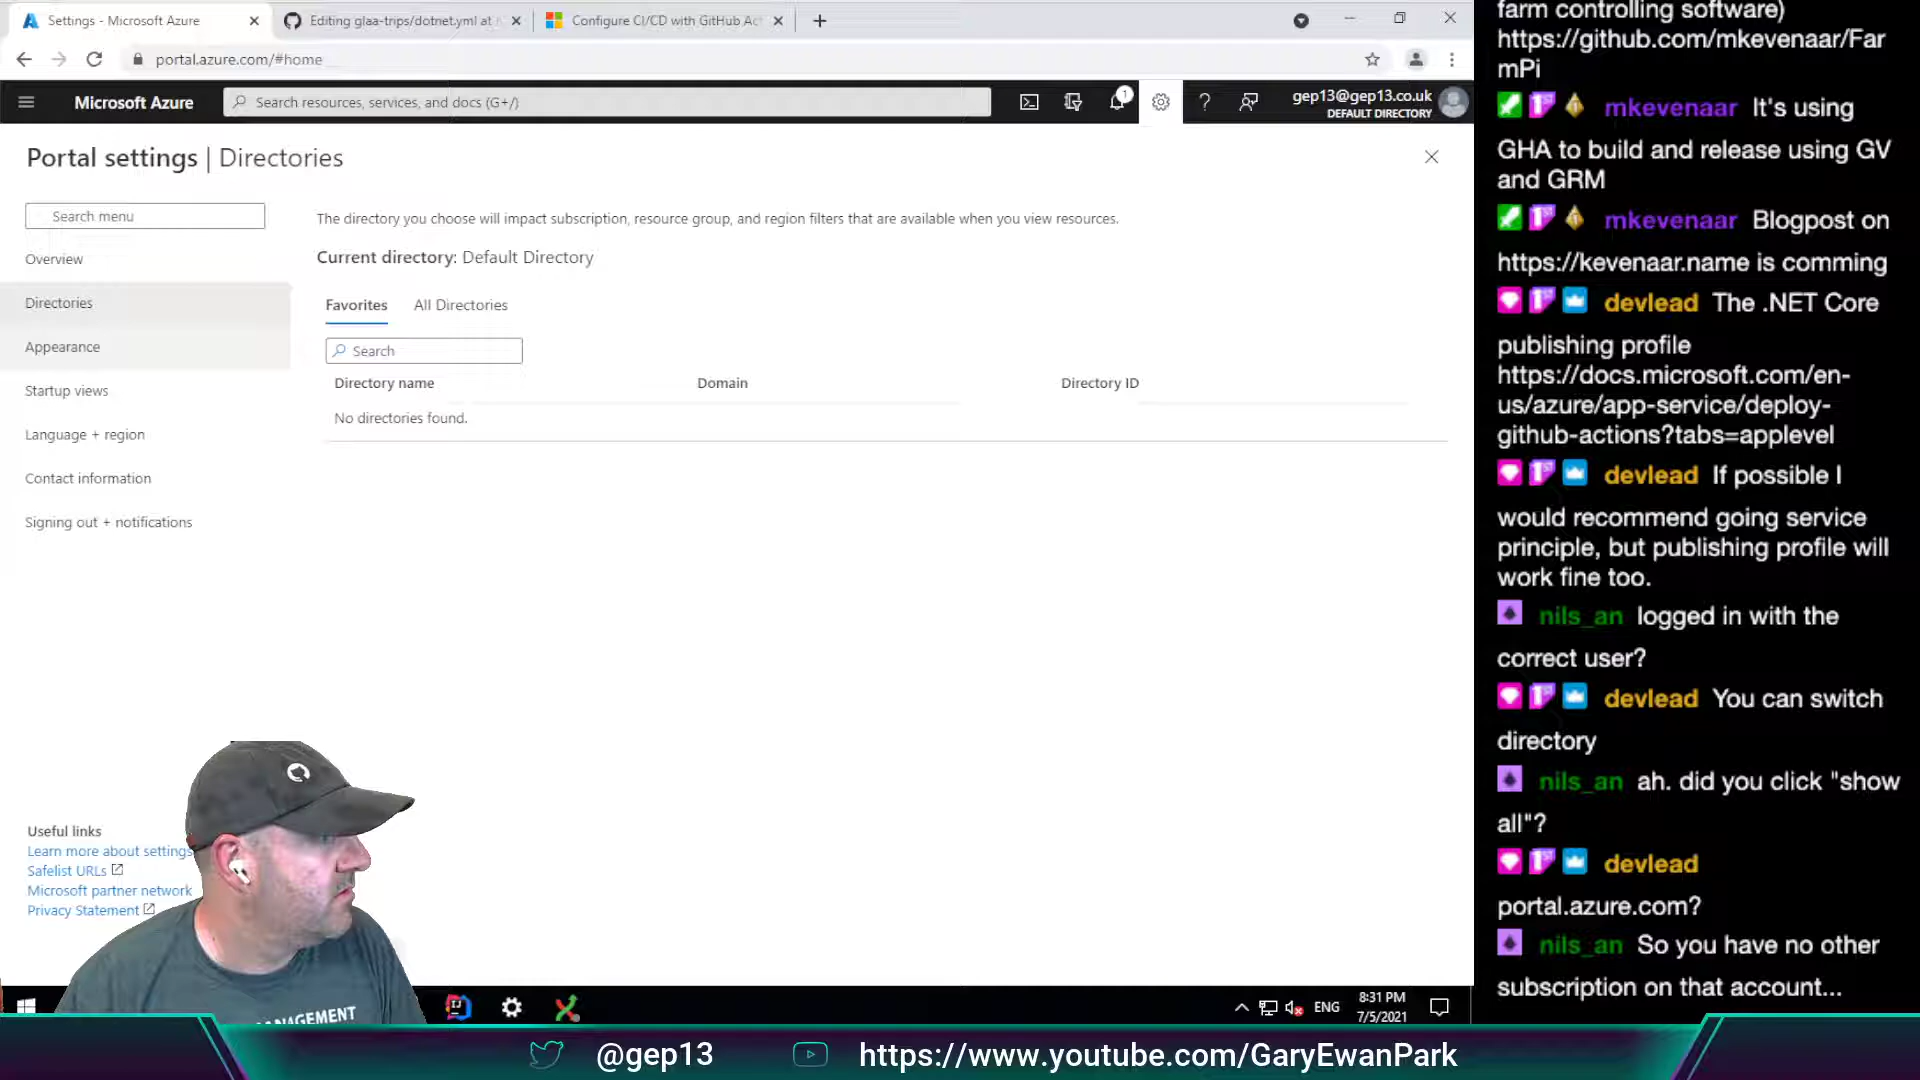 Settings - Microsoft Azure
Editing glaa-trips/dotnet.yml at
Configure CI/CD with GitHub Ac
portal.azure.com/#home
Microsoft Azure
Search resources, services, and docs (G+/)
1
gep13@gep13.co.uk
DEFAULT DIRECTORY
Portal settings | Directories
Search menu
Overview
Directories
Appearance
Startup views
Language + region
Contact information
Signing out + notifications
The directory you choose will impact subscription, resource group, and region filters that are available when you view resources.
Current directory: Default Directory
Favorites
All Directories
Search
Directory name
Domain
Directory ID
No directories found.
Useful links
Learn more about settings
Safelist URLs
Microsoft partner network
Privacy Statement
ANAGEMENT
ENG
8:31 PM
7/5/2021
@gep13
https://www.youtube.com/GaryEwanPark
farm controlling software)
https://github.com/mkevenaar/Far
mPi
mkevenaar It's using
GHA to build and release using GV
and GRM
mkevenaar Blogpost on
https://kevenaar.name is comming
devlead The .NET Core
publishing profile
https://docs.microsoft.com/en-
us/azure/app-service/deploy-
github-actions?tabs=applevel
devlead If possible I
would recommend going service
principle, but publishing profile will
work fine too.
nils_an logged in with the
correct user?
devlead You can switch
directory
nils_an ah. did you click "show
all"?
devlead
portal.azure.com?
nils_an So you have no other
subscription on that account...